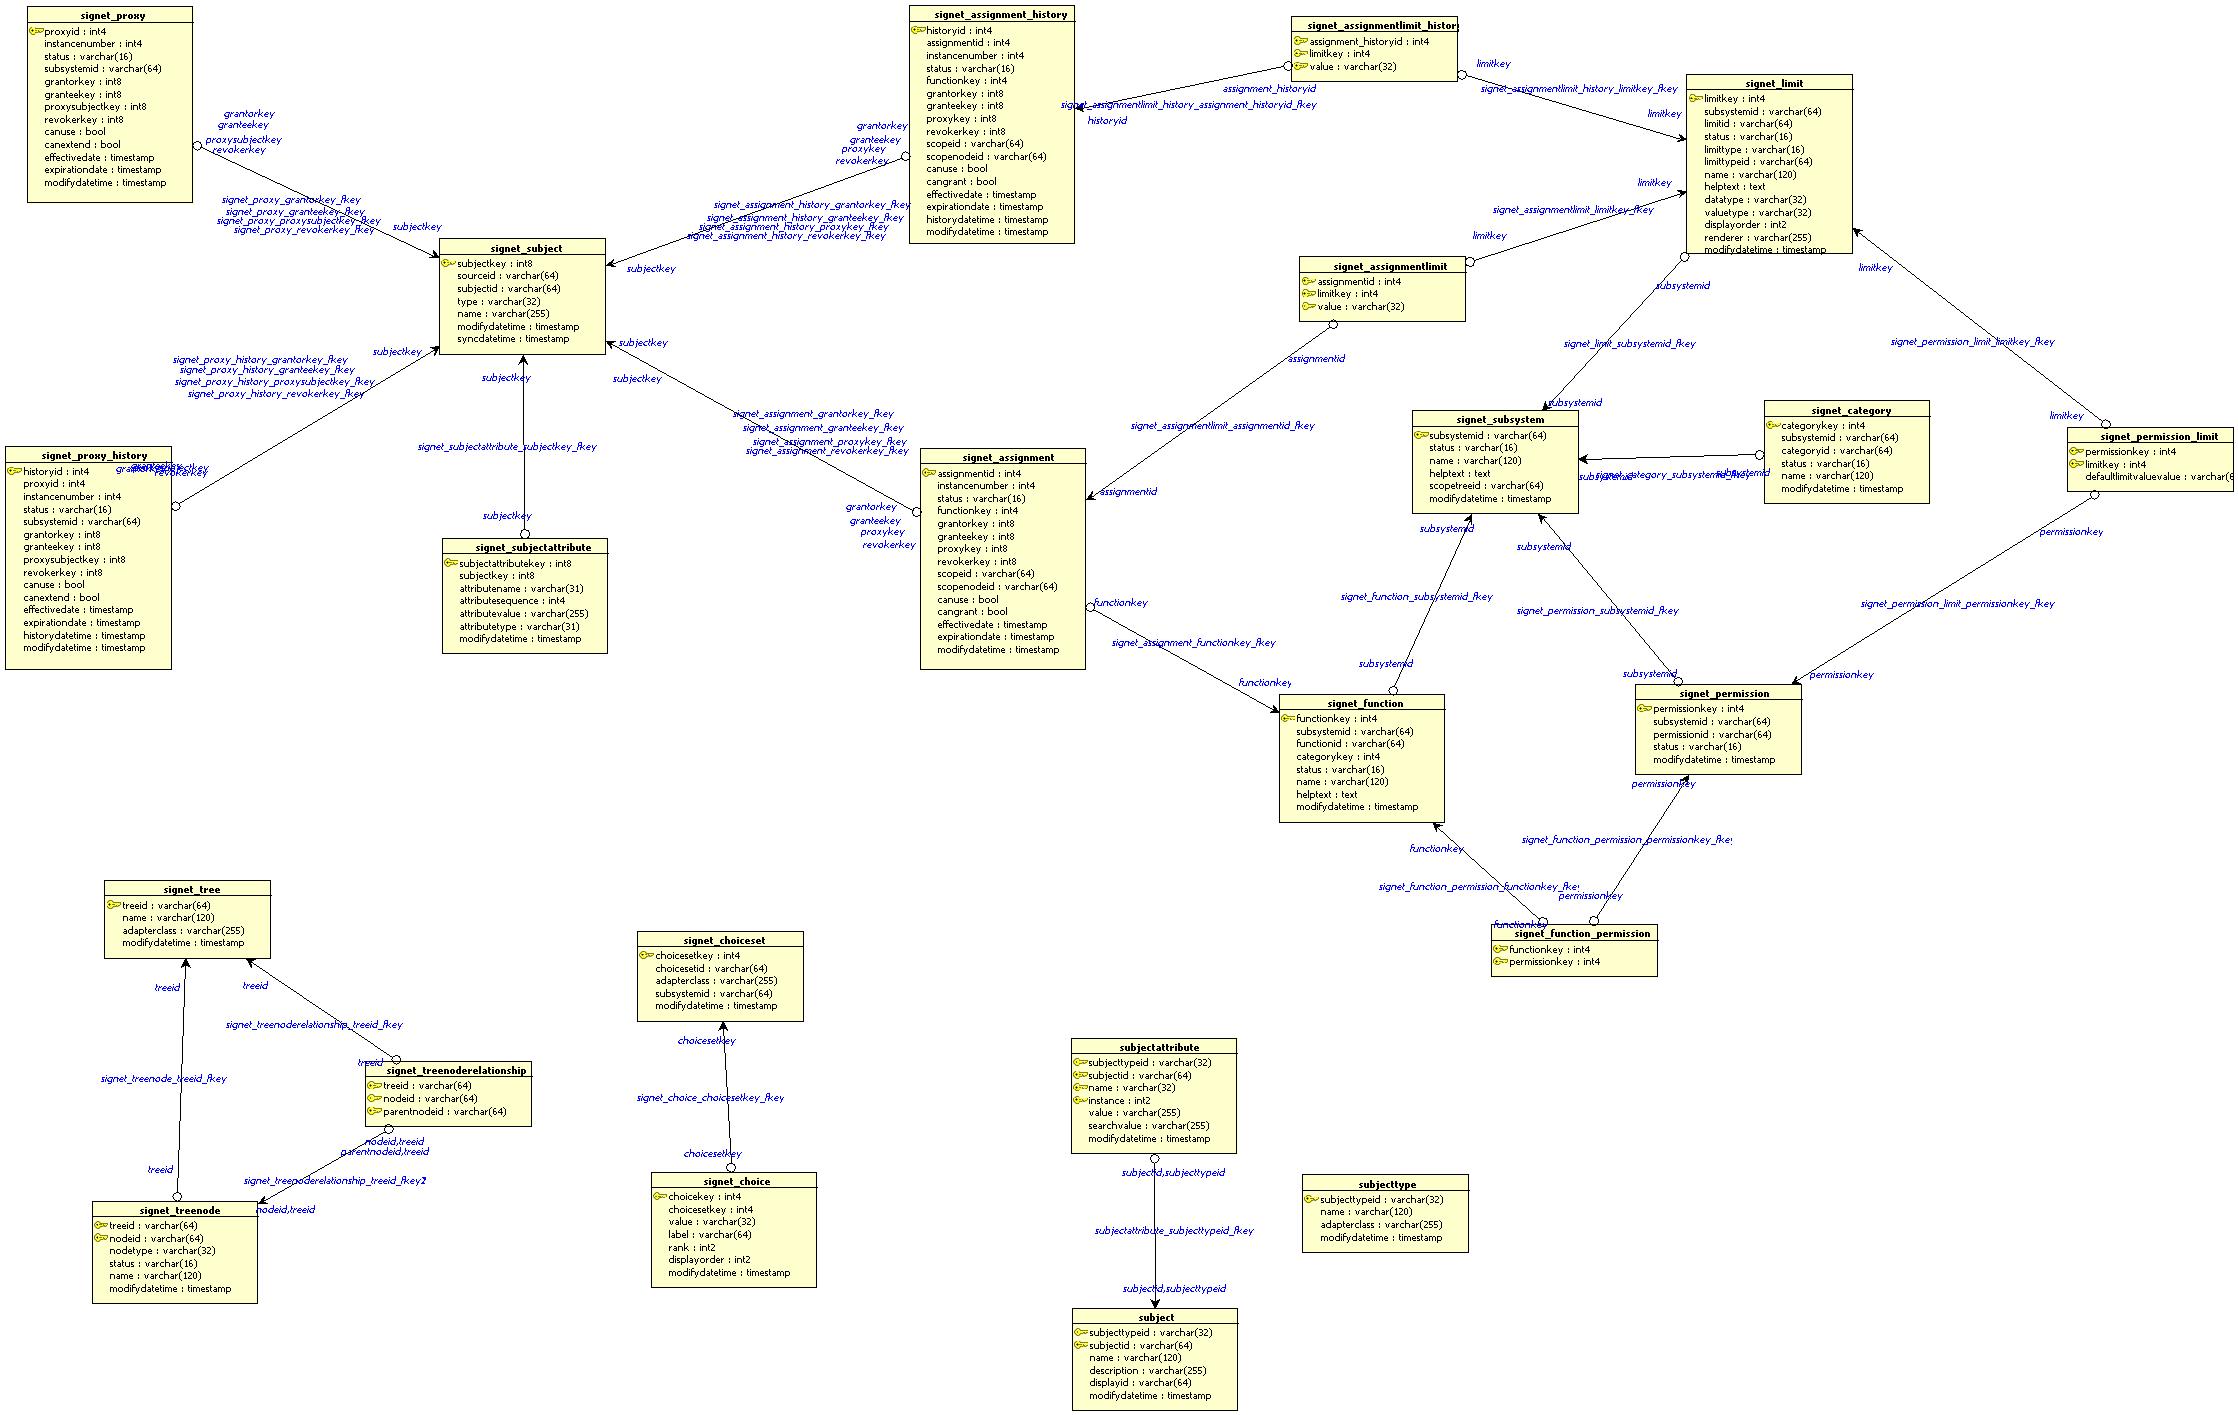 signet_proxy
proxyid : int4
instancenumber : int4
status : varchar(16)
subsystemid : varchar(64)
grantorkey : int8
granteekey : int8
proxysubjectkey : int8
revokerkey : int8
canuse : bool
canextend : bool
effectivedate : timestamp
expirationdate : timestamp
modifydatetime : timestamp
grantorkey
granteekey
proxysubjectkey
revokerkey
signet_proxy_grantorkey_fkey
signet_proxy_granteekey_fkey
signet_proxy_proxysubjectkey_fkey
signet_proxy_revokerkey_fkey
subjectkey
signet_assignment_history
historyid : int4
assignmentid : int4
instancenumber : int4
status : varchar(16)
functionkey : int4
grantorkey : int8
granteekey : int8
proxykey : int8
revokerkey : int8
scopeid : varchar(64)
scopenodeid : varchar(64)
canuse : bool
cangrant : bool
effectivedate : timestamp
expirationdate : timestamp
historydatetime : timestamp
modifydatetime : timestamp
grantorkey
granteekey
proxykey
revokerkey
signet_assignment_history_grantorkey_fkey
signet_assignment_history_granteekey_fkey
signet_assignment_history_proxykey_fkey
signet_assignment_history_revokerkey_fkey
subjectkey
signet_assignmentlimit_histor
assignment_historyid : int4
limitkey : int4
value : varchar(32)
assignment_historyid
signet_assignmentlimit_history_assignment_historyid_fkey
historyid
limitkey
signet_assignmentlimit_history_limitkey_fkey
limitkey
signet_limit
limitkey : int4
subsystemid : varchar(64)
limitid : varchar(64)
status : varchar(16)
limittype : varchar(16)
limittypeid : varchar(64)
name : varchar(120)
helptext : text
datatype : varchar(32)
valuetype : varchar(32)
displayorder : int2
renderer : varchar(255)
modifydatetime : timestamp
limitkey
signet_assignmentlimit_limitkey_fkey
limitkey
signet_subject
subjectkey : int8
sourceid : varchar(64)
subjectid : varchar(64)
type : varchar(32)
name : varchar(255)
modifydatetime : timestamp
syncdatetime : timestamp
signet_assignmentlimit
assignmentid : int4
limitkey : int4
value : varchar(32)
assignmentid
signet_assignmentlimit_assignmentid_fkey
assignmentid
subsystemid
signet_limit_subsystemid_fkey
subsystemid
limitkey
signet_permission_limit_limitkey_fkey
limitkey
subjectkey
signet_proxy_history_grantorkey_fkey
signet_proxy_history_granteekey_fkey
signet_proxy_history_proxysubjectkey_fkey
signet_proxy_history_revokerkey_fkey
subjectkey
signet_subjectattribute_subjectkey_fkey
subjectkey
subjectkey
subjectkey
signet_assignment_grantorkey_fkey
signet_assignment_granteekey_fkey
signet_assignment_proxykey_fkey
signet_assignment_revokerkey_fkey
grantorkey
granteekey
proxykey
revokerkey
signet_proxy_history
historyid : int4
proxyid : int4
instancenumber : int4
status : varchar(16)
subsystemid : varchar(64)
grantorkey : int8
granteekey : int8
proxysubjectkey : int8
revokerkey : int8
canuse : bool
canextend : bool
effectivedate : timestamp
expirationdate : timestamp
historydatetime : timestamp
modifydatetime : timestamp
granteekey
revokerkey
signet_subjectattribute
subjectattributekey : int8
subjectkey : int8
attributename : varchar(31)
attributesequence : int4
attributevalue : varchar(255)
attributetype : varchar(31)
modifydatetime : timestamp
signet_assignment
assignmentid : int4
instancenumber : int4
status : varchar(16)
functionkey : int4
grantorkey : int8
granteekey : int8
proxykey : int8
revokerkey : int8
scopeid : varchar(64)
scopenodeid : varchar(64)
canuse : bool
cangrant : bool
effectivedate : timestamp
expirationdate : timestamp
modifydatetime : timestamp
functionkey
signet_assignment_functionkey_fkey
functionkey
signet_subsystem
subsystemid : varchar(64)
status : varchar(16)
name : varchar(120)
helptext : text
scopetreeid : varchar(64)
modifydatetime : timestamp
signet_category
categorykey : int4
subsystemid : varchar(64)
categoryid : varchar(64)
status : varchar(16)
name : varchar(120)
modifydatetime : timestamp
subsystemid
signet_category_subsystemid_fkey
subsystemid
signet_permission_limit
permissionkey : int4
limitkey : int4
defaultlimitvaluevalue : varchar(6
permissionkey
signet_permission_limit_permissionkey_fkey
permissionkey
subsystemid
signet_function_subsystemid_fkey
subsystemid
subsystemid
signet_permission_subsystemid_fkey
subsystemid
signet_function
functionkey : int4
subsystemid : varchar(64)
functionid : varchar(64)
categorykey : int4
status : varchar(16)
name : varchar(120)
helptext : text
modifydatetime : timestamp
signet_permission
permissionkey : int4
subsystemid : varchar(64)
permissionid : varchar(64)
status : varchar(16)
modifydatetime : timestamp
permissionkey
signet_function_permission_permissionkey_fkey
permissionkey
functionkey
signet_function_permission_functionkey_fke
functionkey
signet_function_permission
functionkey : int4
permissionkey : int4
signet_tree
treeid : varchar(64)
name : varchar(120)
adapterclass : varchar(255)
modifydatetime : timestamp
treeid
signet_treenode_treeid_fkey
treeid
treeid
signet_treenoderelationship_treeid_fkey
treeid
signet_treenoderelationship
treeid : varchar(64)
nodeid : varchar(64)
parentnodeid : varchar(64)
nodeid,treeid
parentnodeid,treeid
signet_treenoderelationship_treeid_fkey2
nodeid,treeid
signet_treenode
treeid : varchar(64)
nodeid : varchar(64)
nodetype : varchar(32)
status : varchar(16)
name : varchar(120)
modifydatetime : timestamp
signet_choiceset
choicesetkey : int4
choicesetid : varchar(64)
adapterclass : varchar(255)
subsystemid : varchar(64)
modifydatetime : timestamp
choicesetkey
signet_choice_choicesetkey_fkey
choicesetkey
signet_choice
choicekey : int4
choicesetkey : int4
value : varchar(32)
label : varchar(64)
rank : int2
displayorder : int2
modifydatetime : timestamp
subjectattribute
subjecttypeid : varchar(32)
subjectid : varchar(64)
name : varchar(32)
instance : int2
value : varchar(255)
searchvalue : varchar(255)
modifydatetime : timestamp
subjectid,subjecttypeid
subjectattribute_subjecttypeid_fkey
subjectid,subjecttypeid
subjecttype
subjecttypeid : varchar(32)
name : varchar(120)
adapterclass : varchar(255)
modifydatetime : timestamp
subject
subjecttypeid : varchar(32)
subjectid : varchar(64)
name : varchar(120)
description : varchar(255)
displayid : varchar(64)
modifydatetime : timestamp